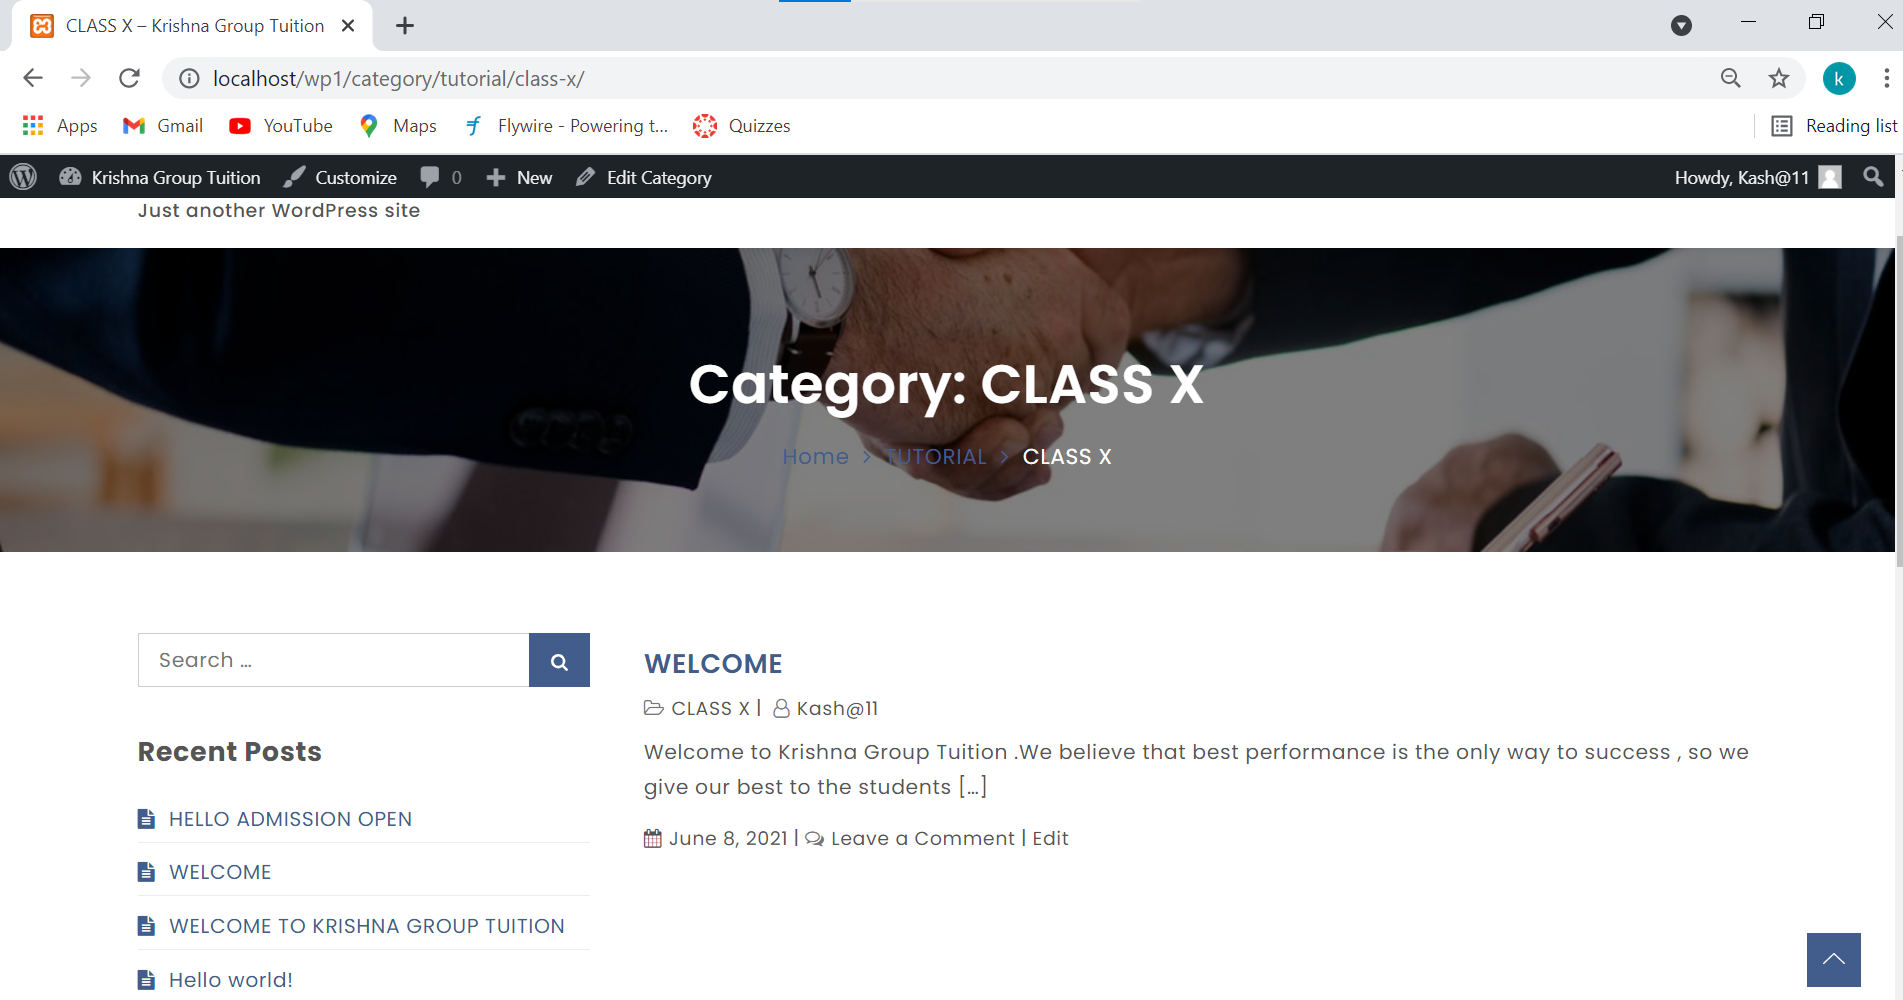 CLASS X – Krishna Group Tuition
localhost/wp1/category/tutorial/class-x/
k
Apps Gmail YouTube Maps Flywire - Powering t... Quizzes Reading list
Krishna Group Tuition Customize 0 New Edit Category Howdy, Kash@11
Just another WordPress site
Category: CLASS X
Home > TUTORIAL > CLASS X
Search …
WELCOME
CLASS X | Kash@11
Welcome to Krishna Group Tuition .We believe that best performance is the only way to success , so we
give our best to the students […]
June 8, 2021 | Leave a Comment | Edit
Recent Posts
HELLO ADMISSION OPEN
WELCOME
WELCOME TO KRISHNA GROUP TUITION
Hello world!